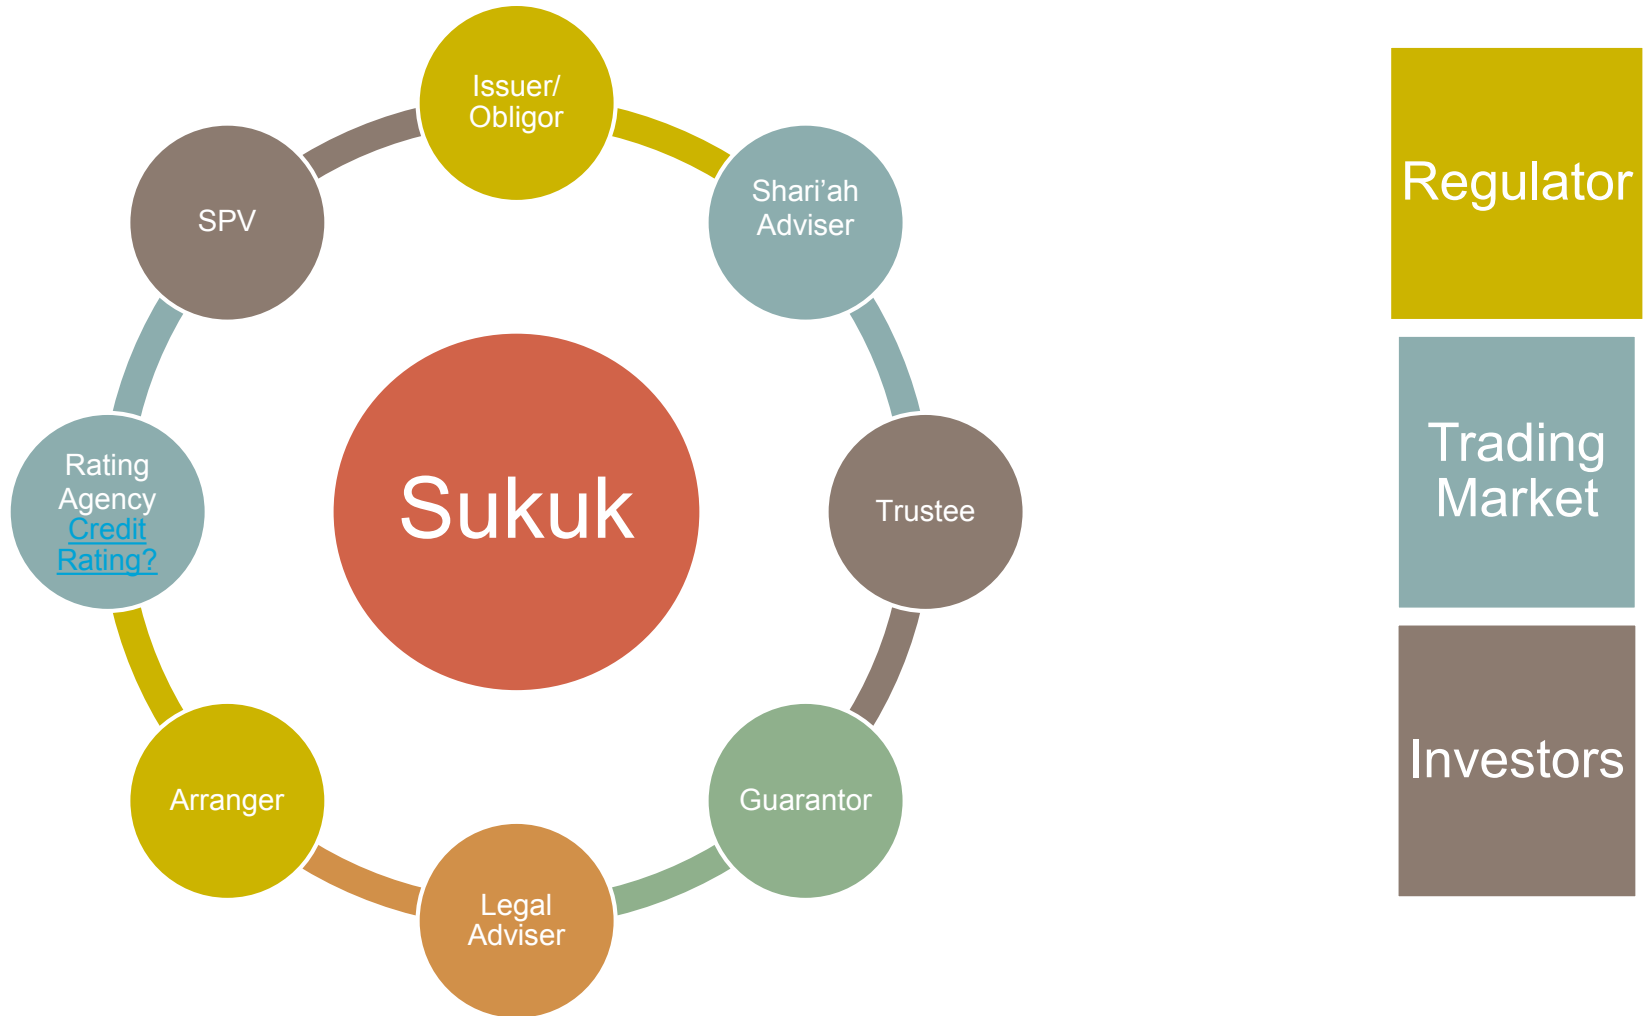 Issuer/
Obligor
Shari’ah
Adviser
Trustee
Guarantor
Legal
Adviser
Arranger
Rating
Agency
Credit
Rating?
SPV
Sukuk
Regulator
Trading
Market
Investors